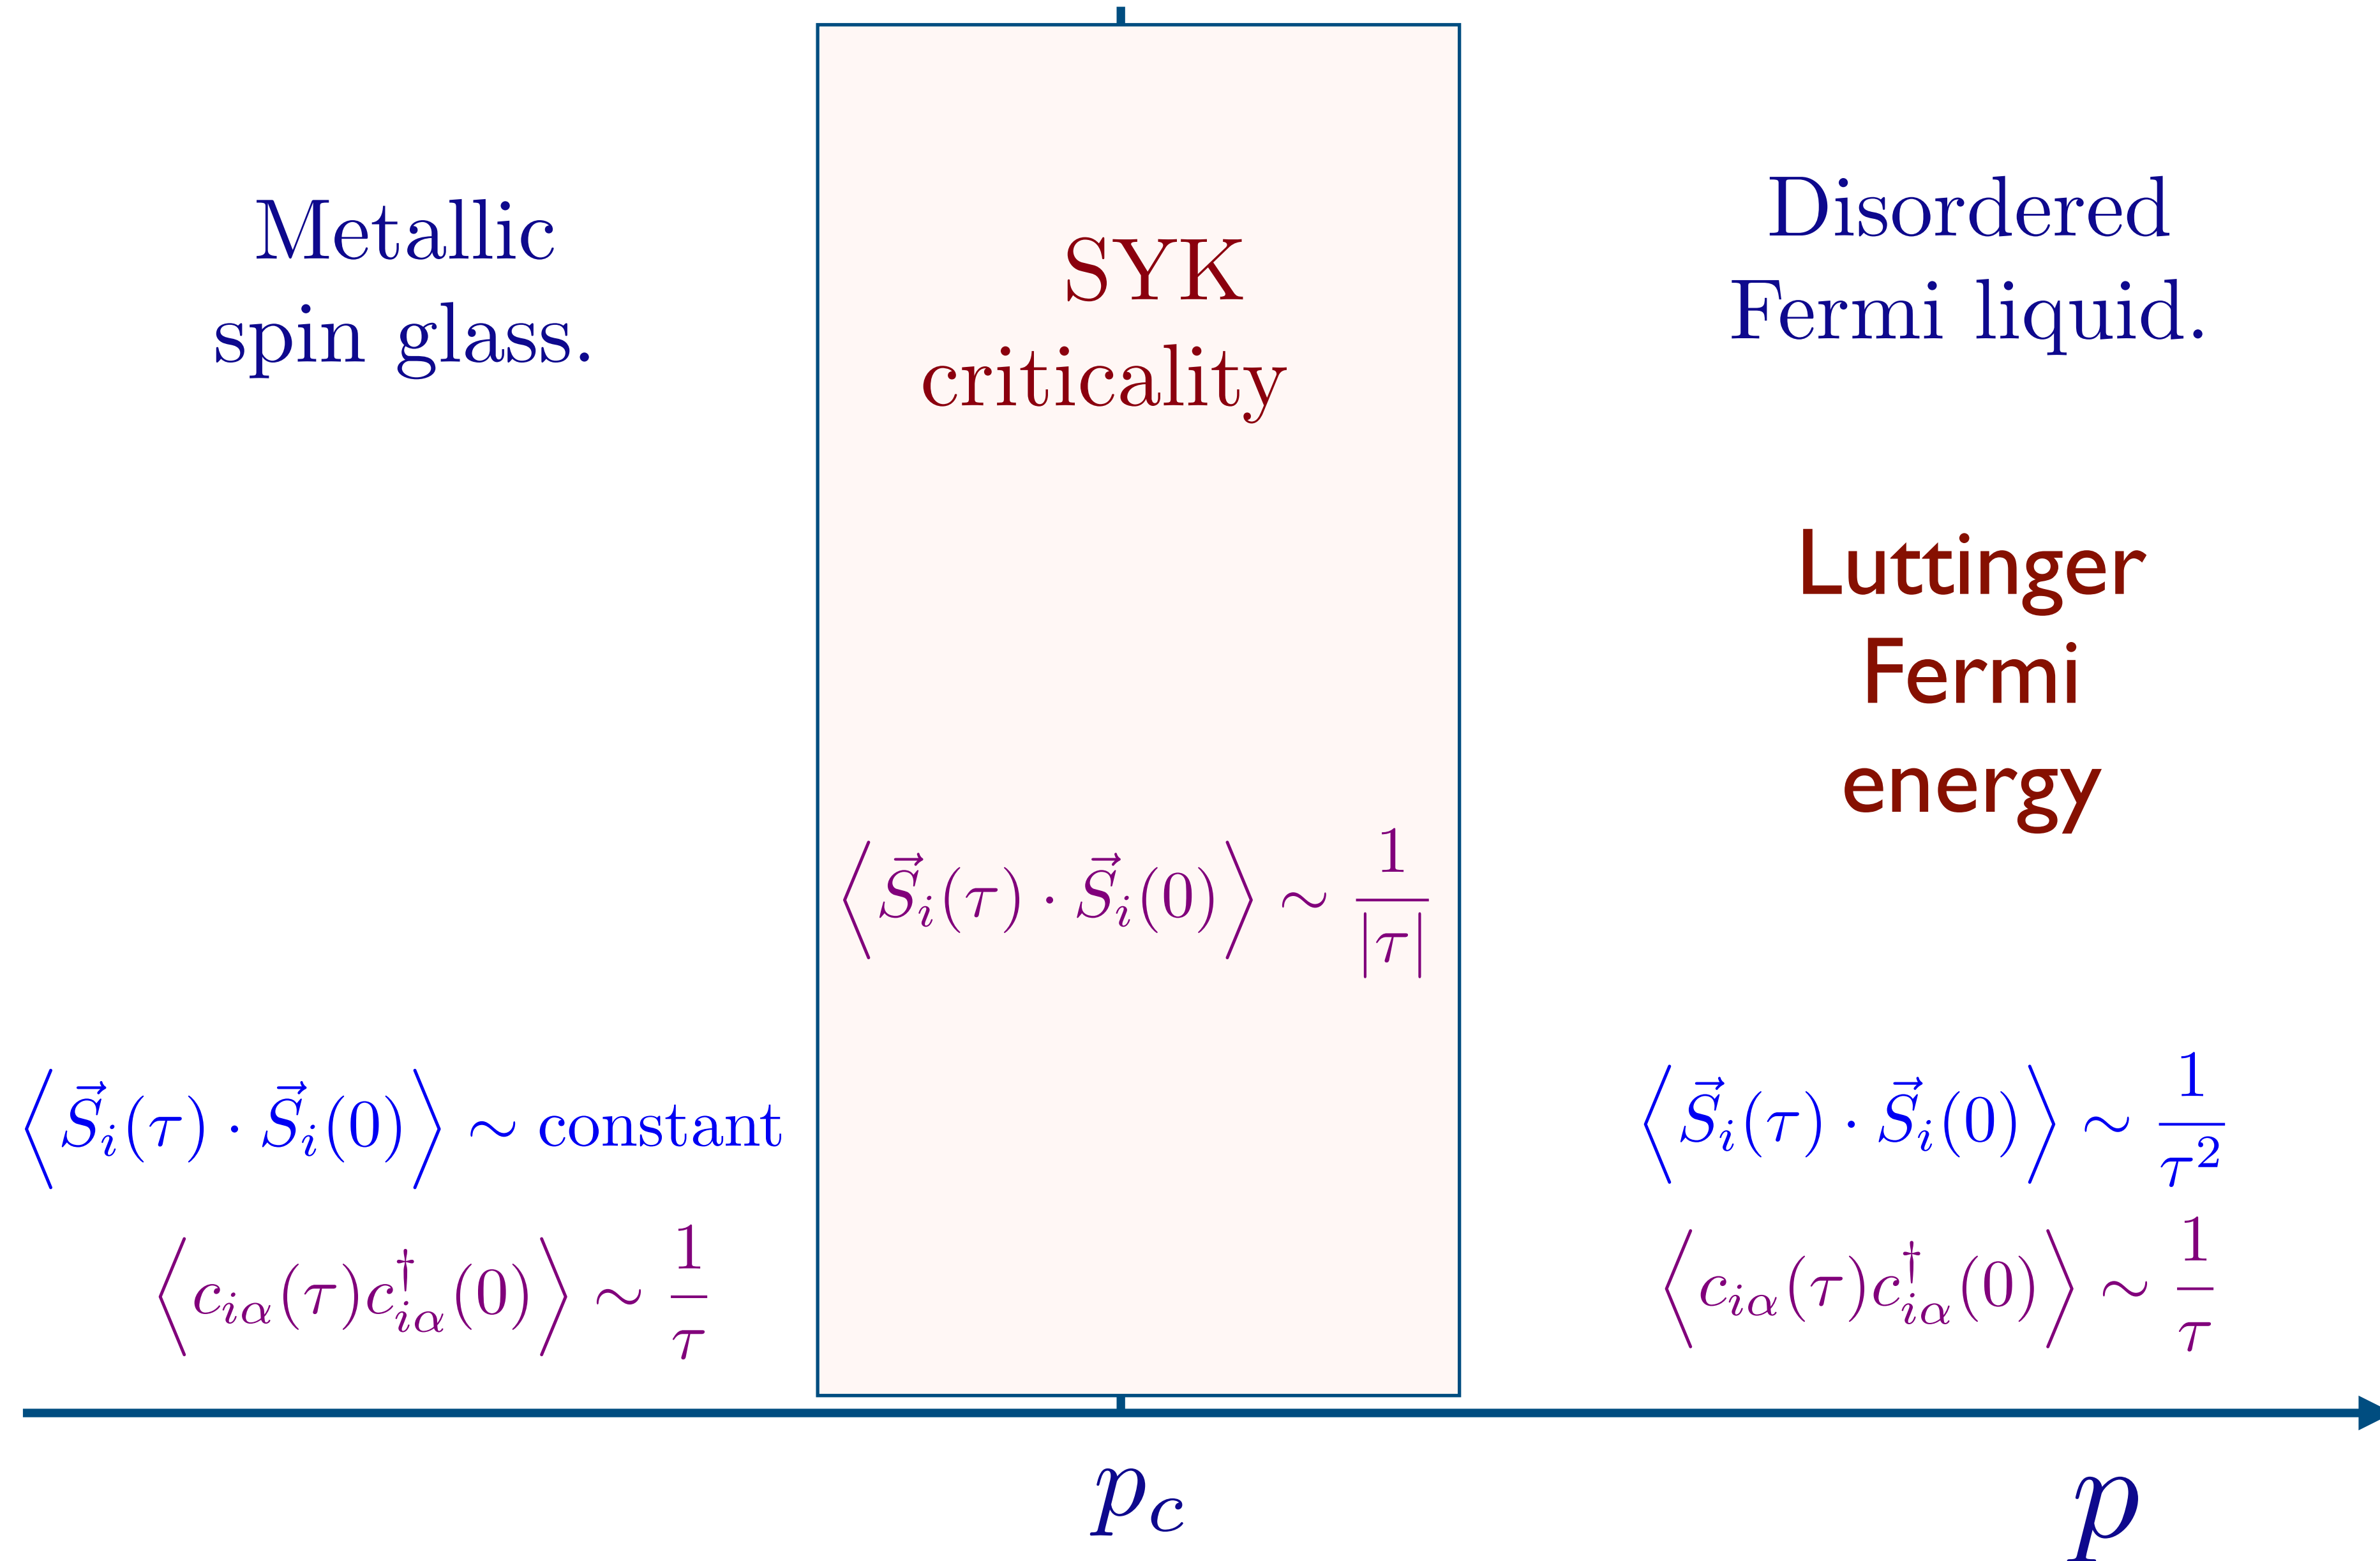 Metallic
spin glass.
⟨S⃗ᵢ(τ) · S⃗ᵢ(0)⟩ ∼ constant
⟨c_{iα}(τ)c†_{iα}(0)⟩ ∼ 1/τ
SYK
criticality
⟨S⃗ᵢ(τ) · S⃗ᵢ(0)⟩ ∼ 1/|τ|
Disordered
Fermi liquid.
Luttinger
Fermi
energy
⟨S⃗ᵢ(τ) · S⃗ᵢ(0)⟩ ∼ 1/τ²
⟨c_{iα}(τ)c†_{iα}(0)⟩ ∼ 1/τ
p_c
p